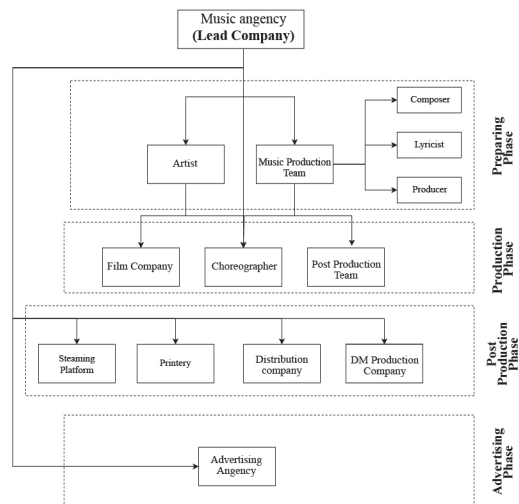 Music angency
(Lead Company)
Composer
Lyricist
Producer
Artist
Music Production
Team
Preparing
Phase
Film Company
Choreographer
Post Production
Team
Production
Phase
Steaming
Platform
Printery
Distribution
company
DM Production
Company
Post
Production
Phase
Advertising
Angency
Advertising
Phase